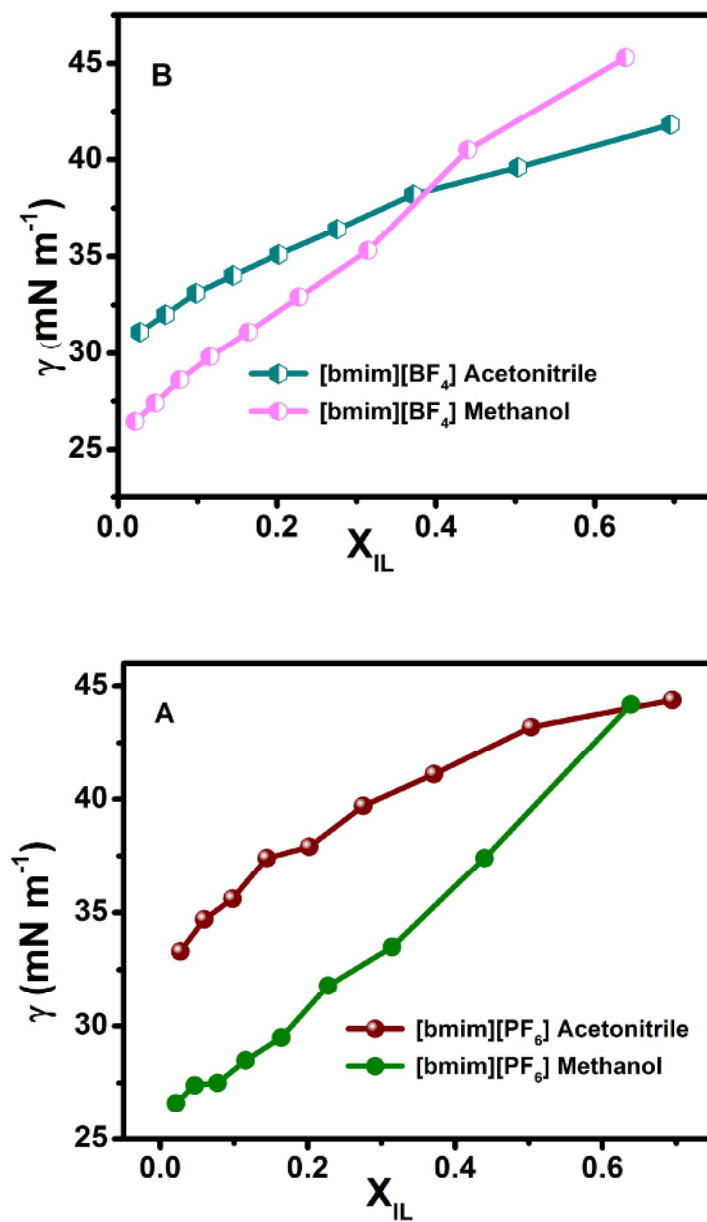 B
45
40
35
30
25
γ (mN m⁻¹)
[bmim][BF₄] Acetonitrile
[bmim][BF₄] Methanol
0.0 0.2 0.4 0.6
X_IL
A
45
40
35
30
25
γ (mN m⁻¹)
[bmim][PF₆] Acetonitrile
[bmim][PF₆] Methanol
0.0 0.2 0.4 0.6
X_IL